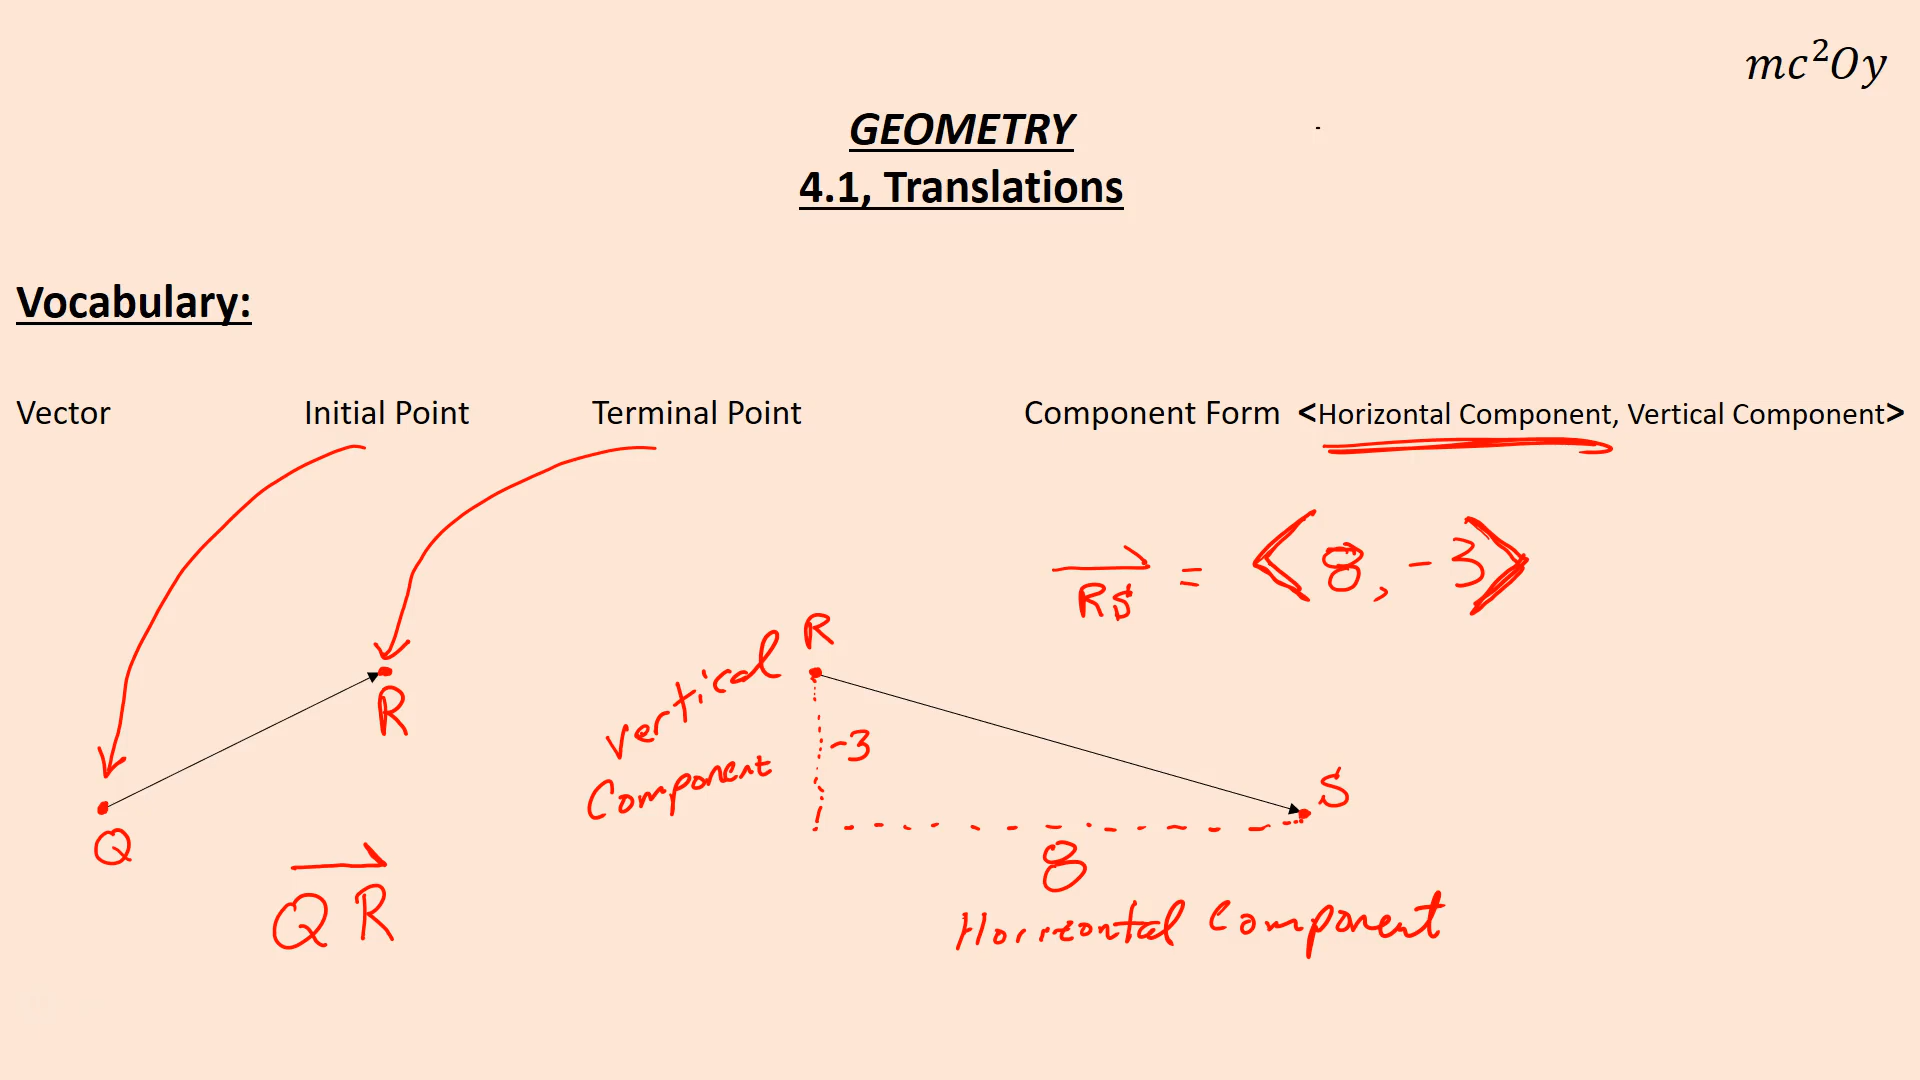 mc²Oy
GEOMETRY
4.1, Translations
Vocabulary:
Vector
Initial Point
Terminal Point
Component Form <Horizontal Component, Vertical Component>
RS = <8, -3>
R
Q
QR
R
Vertical
Component
-3
S
8
Horizontal Component